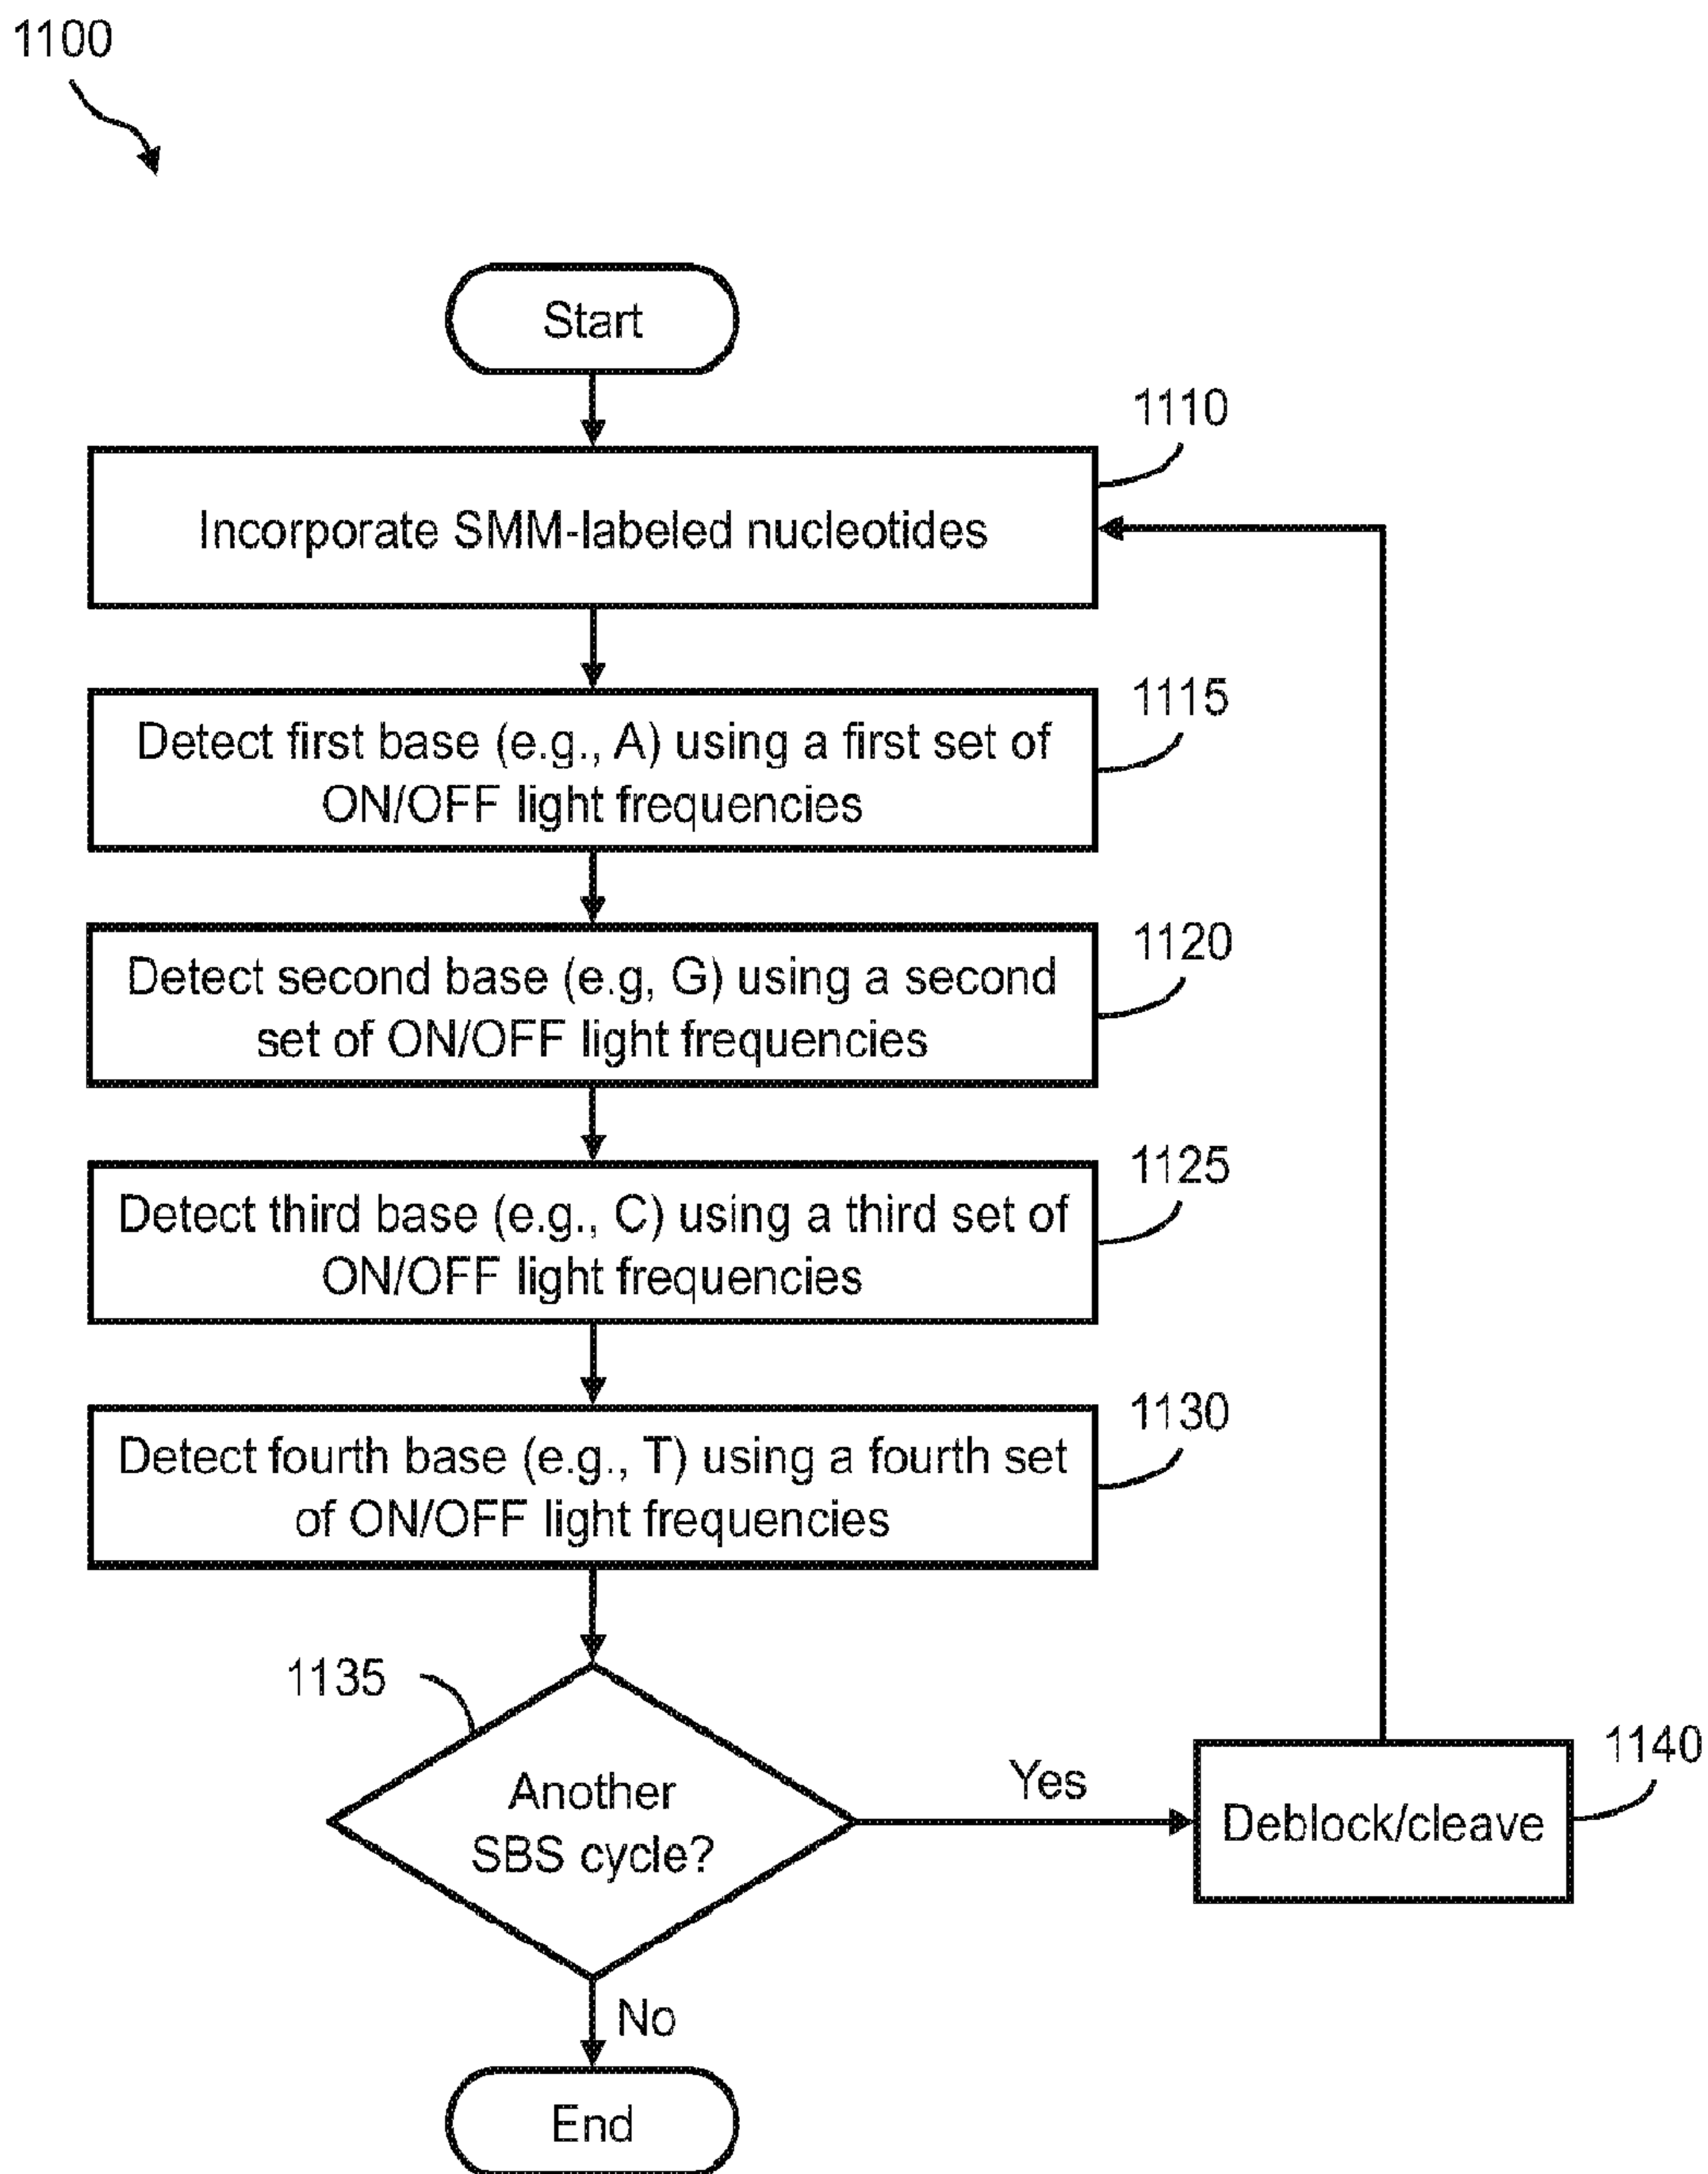 1100
Start
1110
Incorporate SMM-labeled nucleotides
1115
Detect first base (e.g., A) using a first set of
ON/OFF light frequencies
1120
Detect second base (e.g, G) using a second
set of ON/OFF light frequencies
1125
Detect third base (e.g., C) using a third set of
ON/OFF light frequencies
1130
Detect fourth base (e.g., T) using a fourth set
of ON/OFF light frequencies
1135
Another
SBS cycle?
Yes
1140
Deblock/cleave
No
End